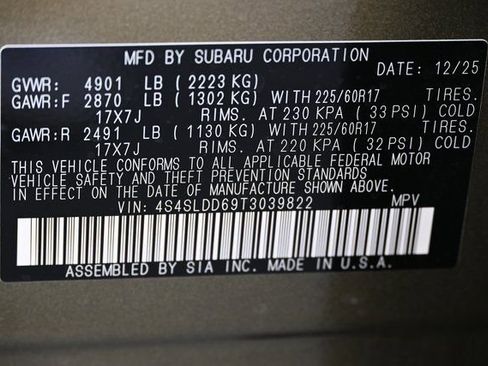 MFD BY SUBARU CORPORATION
DATE: 12/25
GVWR: 4901 LB ( 2223 KG)
GAWR:F 2870 LB ( 1302 KG) WITH 225/60R17 TIRES.
17X7J RIMS. AT 230 KPA ( 33 PSI) COLD
GAWR:R 2491 LB ( 1130 KG) WITH 225/60R17 TIRES.
17X7J RIMS. AT 220 KPA ( 32 PSI) COLD
THIS VEHICLE CONFORMS TO ALL APPLICABLE FEDERAL MOTOR
VEHICLE SAFETY AND THEFT PREVENTION STANDARDS
IN EFFECT ON THE DATE OF MANUFACTURE SHOWN ABOVE.
VIN: 4S4SLDD69T3039822 MPV
ASSEMBLED BY SIA INC. MADE IN U.S.A.